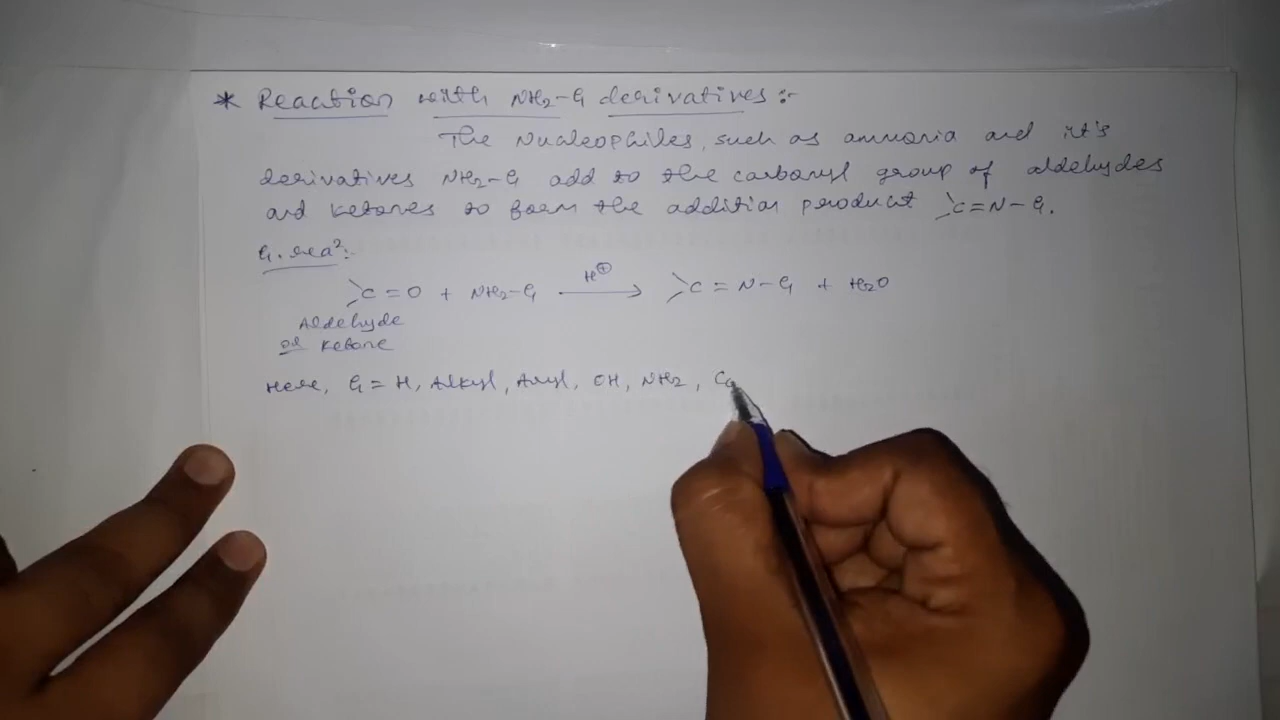 * Reaction with NH2-G derivatives:-
The Nucleophiles, such as ammonia and it's
derivatives NH2-G add to the carbonyl group of aldehydes
and ketones to form the addition product >C=N-G.
G. rea²:-
>C=O + NH2-G —H⊕→ >C=N-G + H2O
Aldehyde
or ketone
Here, G = H, Alkyl, Aryl, OH, NH2,